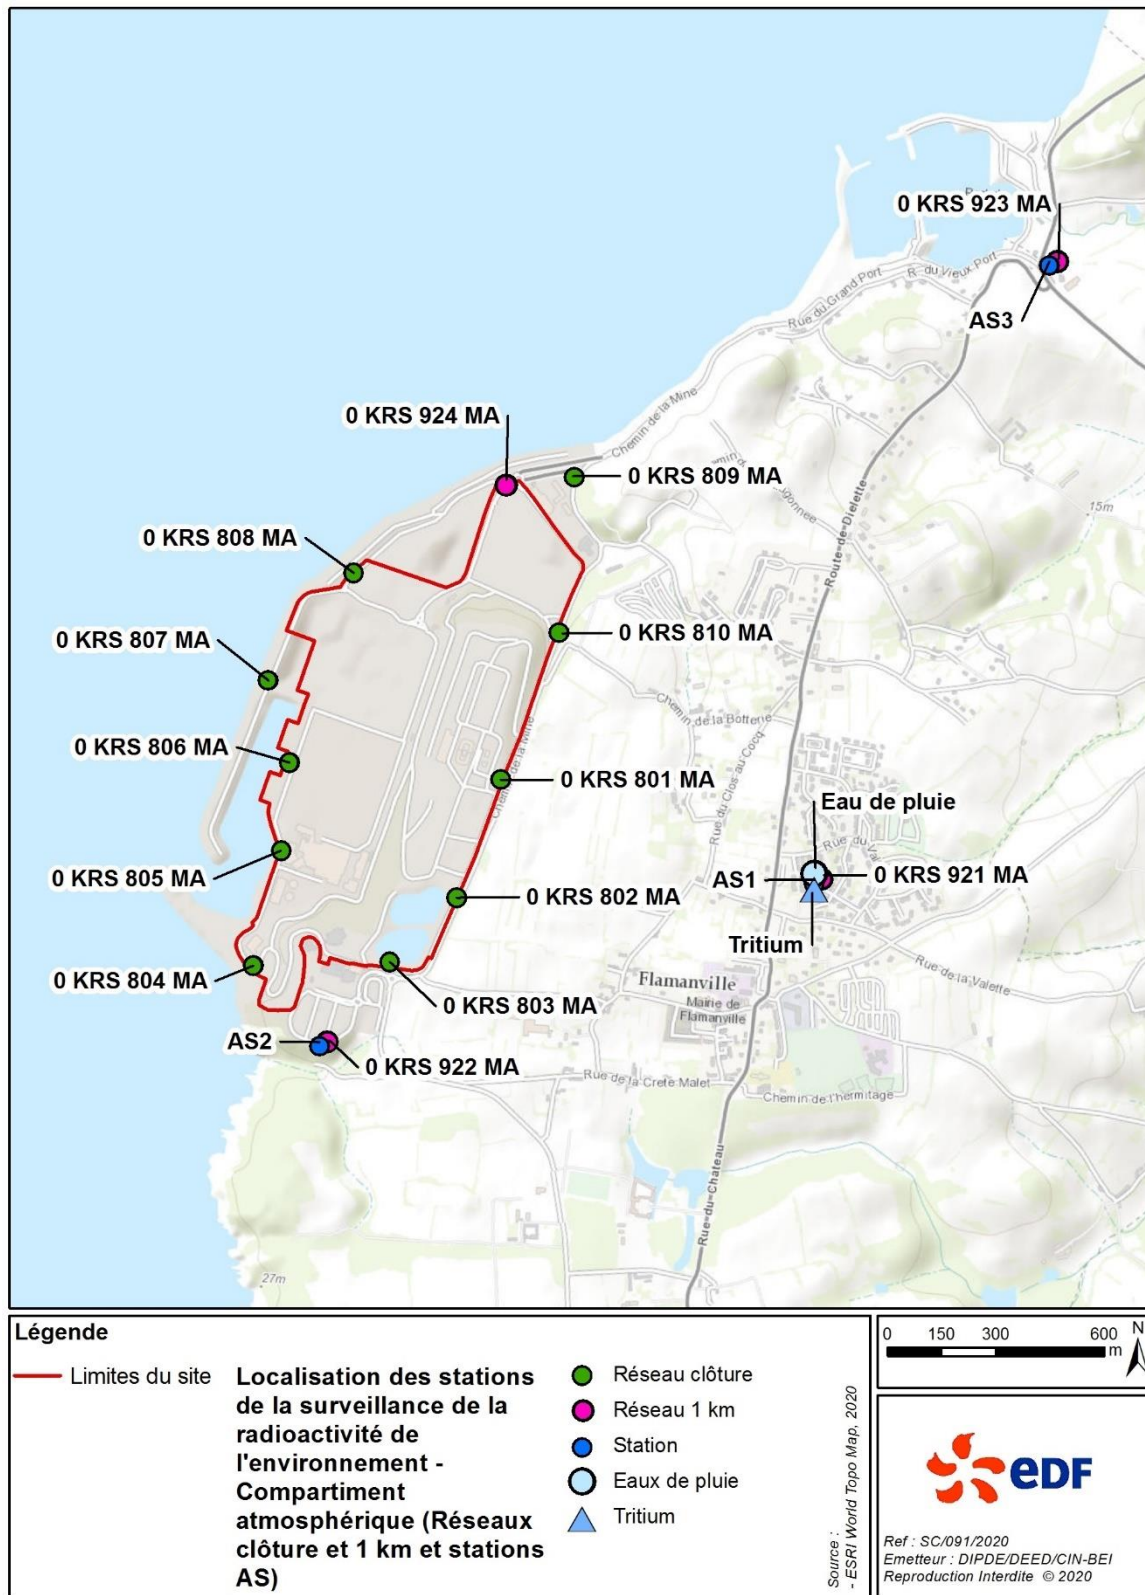 0 KRS 923 MA
R. du Vieux Port
Rue du Grand Port
AS3
0 KRS 924 MA
Chemin de la Mine
0 KRS 809 MA
15m
0 KRS 808 MA
Route-de-Dielette
0 KRS 810 MA
0 KRS 807 MA
Chemin de la Botterie
0 KRS 806 MA
0 KRS 801 MA
Rue du Clos au Cocq
Eau de pluie
Rue du Val
0 KRS 805 MA
AS1
0 KRS 921 MA
0 KRS 802 MA
Tritium
Rue de la Valette
0 KRS 804 MA
0 KRS 803 MA
Flamanville
Mairie de
Flamanville
AS2
0 KRS 922 MA
Rue de la Crete Malet
Chemin de l'hermitage
Rue-du-Chateau
27m
Légende
Limites du site
Localisation des stations
de la surveillance de la
radioactivité de
l'environnement -
Compartiment
atmosphérique (Réseaux
clôture et 1 km et stations
AS)
Réseau clôture
Réseau 1 km
Station
Eaux de pluie
Tritium
Source :
- ESRI World Topo Map, 2020
0 150 300 600
m
N
eDF
Ref : SC/091/2020
Emetteur : DIPDE/DEED/CIN-BEI
Reproduction Interdite © 2020